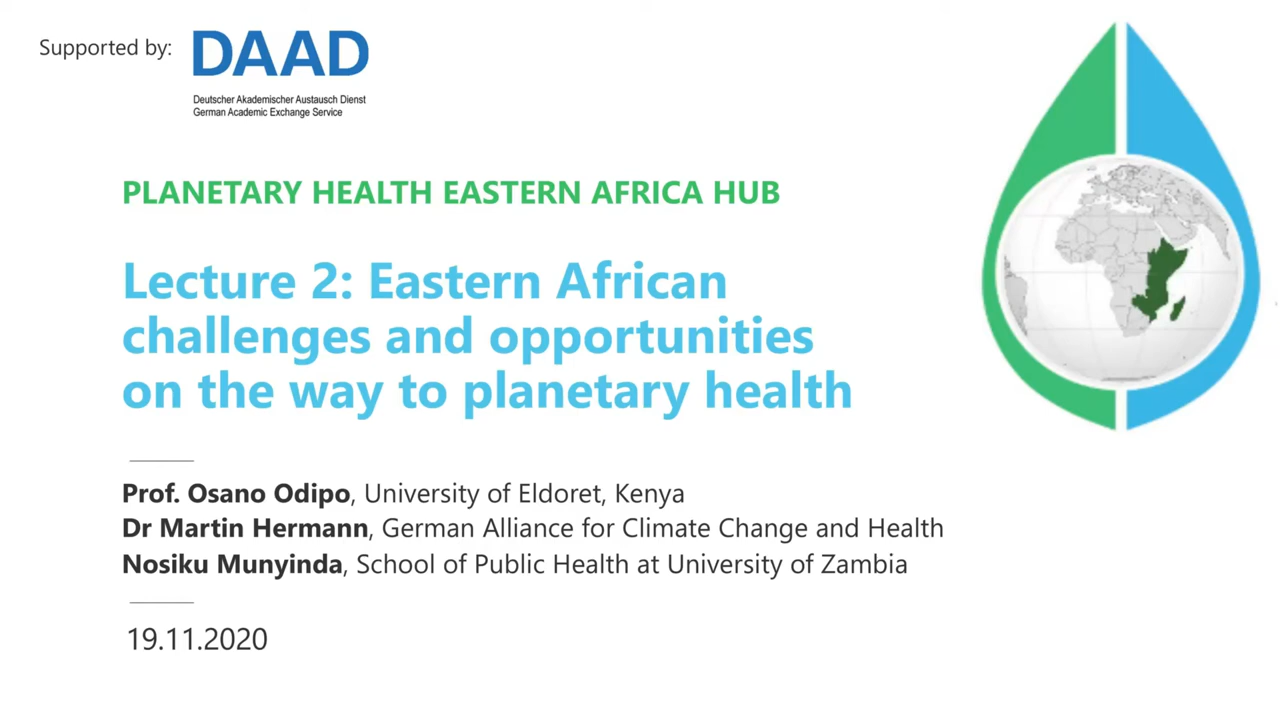 Supported by:
DAAD
Deutscher Akademischer Austausch Dienst
German Academic Exchange Service
PLANETARY HEALTH EASTERN AFRICA HUB
Lecture 2: Eastern African
challenges and opportunities
on the way to planetary health
Prof. Osano Odipo, University of Eldoret, Kenya
Dr Martin Hermann, German Alliance for Climate Change and Health
Nosiku Munyinda, School of Public Health at University of Zambia
19.11.2020